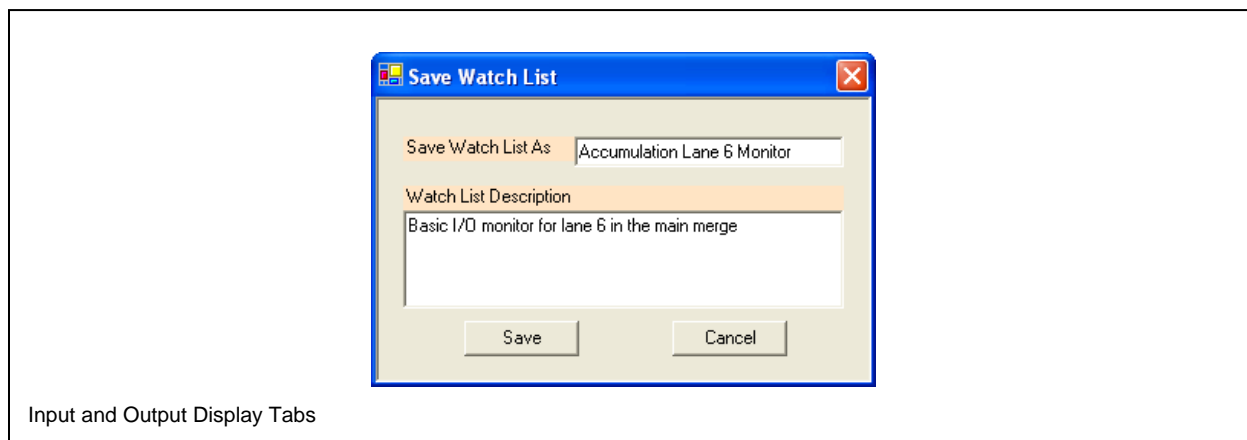 Save Watch List
Save Watch List As
Accumulation Lane 6 Monitor
Watch List Description
Basic I/O monitor for lane 6 in the main merge
Save
Cancel
Input and Output Display Tabs